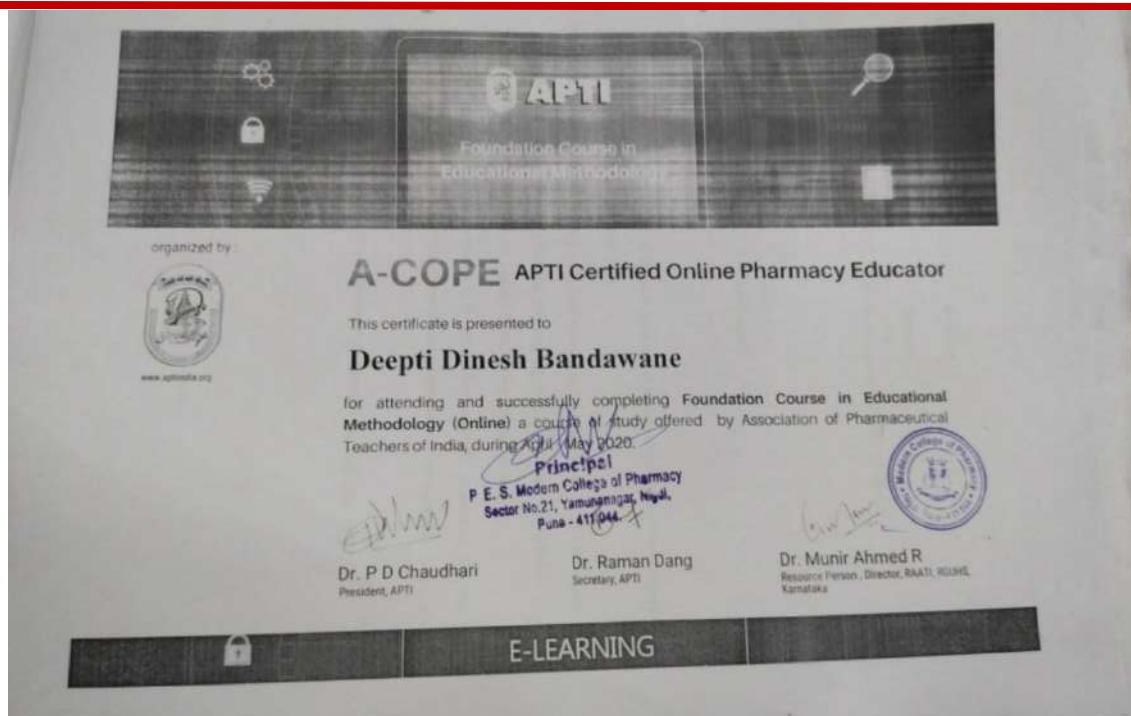 APTI
Foundation Course in
Educational Methodology
organized by :
www.aptiindia.org
A-COPE APTI Certified Online Pharmacy Educator
This certificate is presented to
Deepti Dinesh Bandawane
for attending and successfully completing Foundation Course in Educational
Methodology (Online) a course of study offered by Association of Pharmaceutical
Teachers of India, during April - May 2020.
Principal
P. E. S. Modern College of Pharmacy
Sector No.21, Yamunanagar, Nigdi,
Pune - 411 044.
Modern College of Pharmacy
Dr. P D Chaudhari
President, APTI
Dr. Raman Dang
Secretary, APTI
Dr. Munir Ahmed R
Resource Person, Director, RAATI, RGUHS,
Karnataka
E-LEARNING